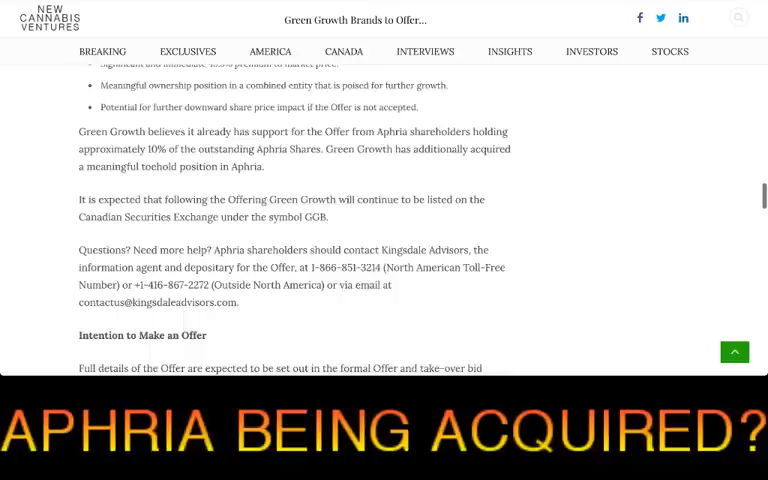 NEW
CANNABIS
VENTURES
Green Growth Brands to Offer...
BREAKING EXCLUSIVES AMERICA CANADA INTERVIEWS INSIGHTS INVESTORS STOCKS
premium to market price.
Meaningful ownership position in a combined entity that is poised for further growth.
Potential for further downward share price impact if the Offer is not accepted.
Green Growth believes it already has support for the Offer from Aphria shareholders holding
approximately 10% of the outstanding Aphria Shares. Green Growth has additionally acquired
a meaningful toehold position in Aphria.
It is expected that following the Offering Green Growth will continue to be listed on the
Canadian Securities Exchange under the symbol GGB.
Questions? Need more help? Aphria shareholders should contact Kingsdale Advisors, the
information agent and depositary for the Offer, at 1-866-851-3214 (North American Toll-Free
Number) or +1-416-867-2272 (Outside North America) or via email at
contactus@kingsdaleadvisors.com.
Intention to Make an Offer
Full details of the Offer are expected to be set out in the formal Offer and take-over bid
APHRIA BEING ACQUIRED?